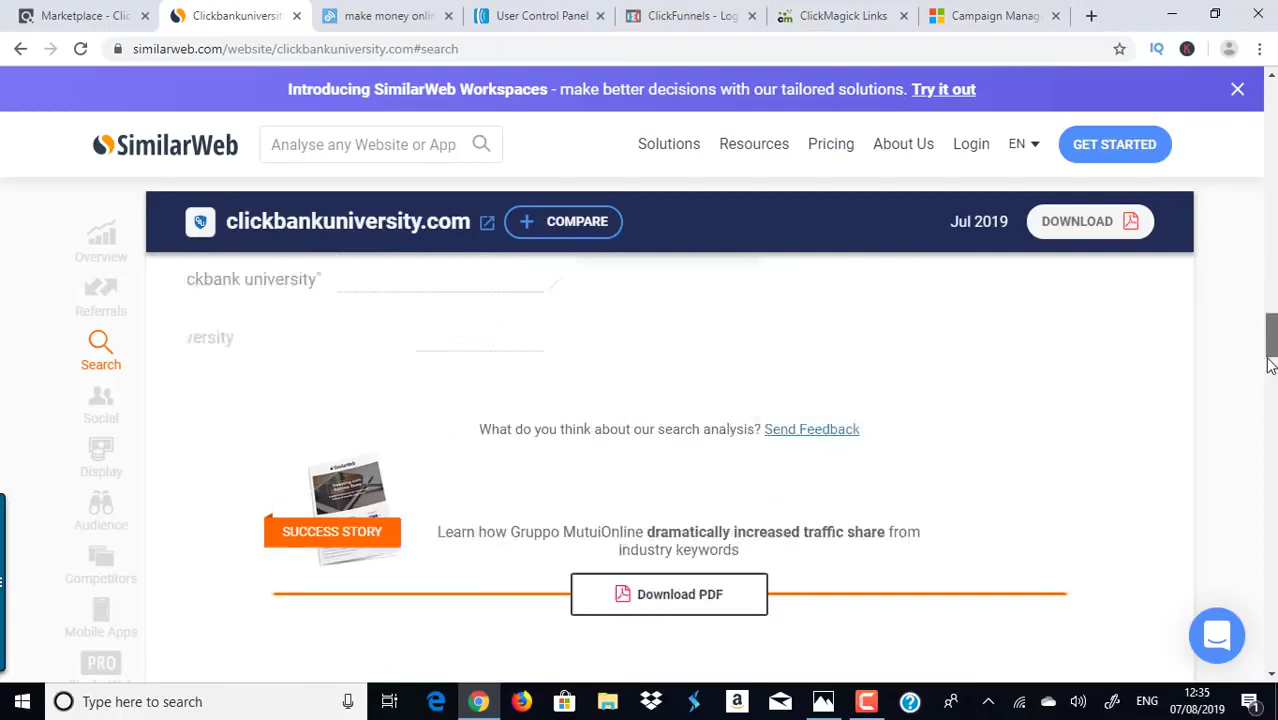 Marketplace - Clic
Clickbankuniversit
make money onlin
User Control Panel
ClickFunnels - Log
ClickMagick Links
Campaign Manag
similarweb.com/website/clickbankuniversity.com#search
IQ
K
Introducing SimilarWeb Workspaces - make better decisions with our tailored solutions. Try it out
SimilarWeb
Analyse any Website or App
Solutions
Resources
Pricing
About Us
Login
EN
GET STARTED
clickbankuniversity.com
COMPARE
Jul 2019
DOWNLOAD
Overview
Referrals
Search
Social
Display
Audience
Competitors
Mobile Apps
PRO
ckbank university"
versity
What do you think about our search analysis? Send Feedback
SimilarWeb
SUCCESS STORY
Learn how Gruppo MutuiOnline dramatically increased traffic share from
industry keywords
Download PDF
Type here to search
ENG
12:35
07/08/2019
1